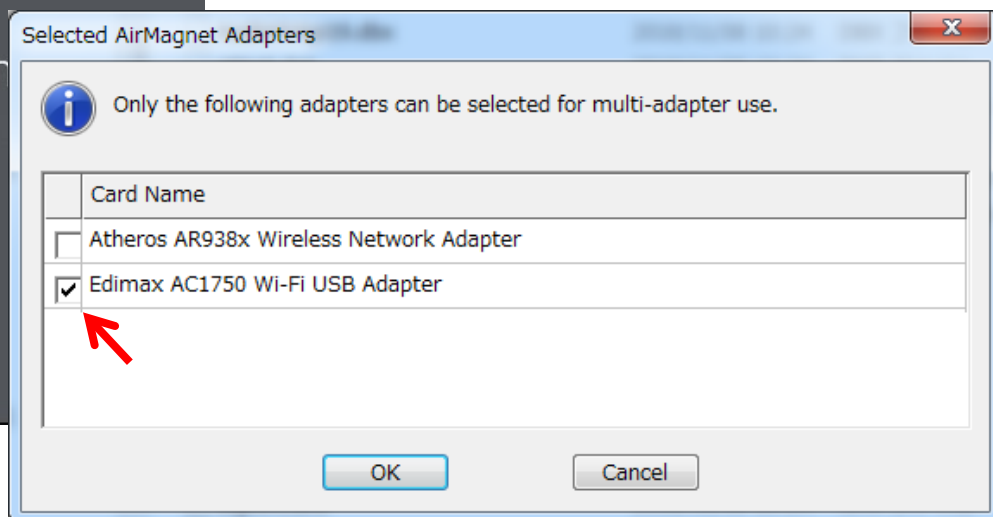 Selected AirMagnet Adapters
Only the following adapters can be selected for multi-adapter use.
Card Name
Atheros AR938x Wireless Network Adapter
Edimax AC1750 Wi-Fi USB Adapter
OK
Cancel